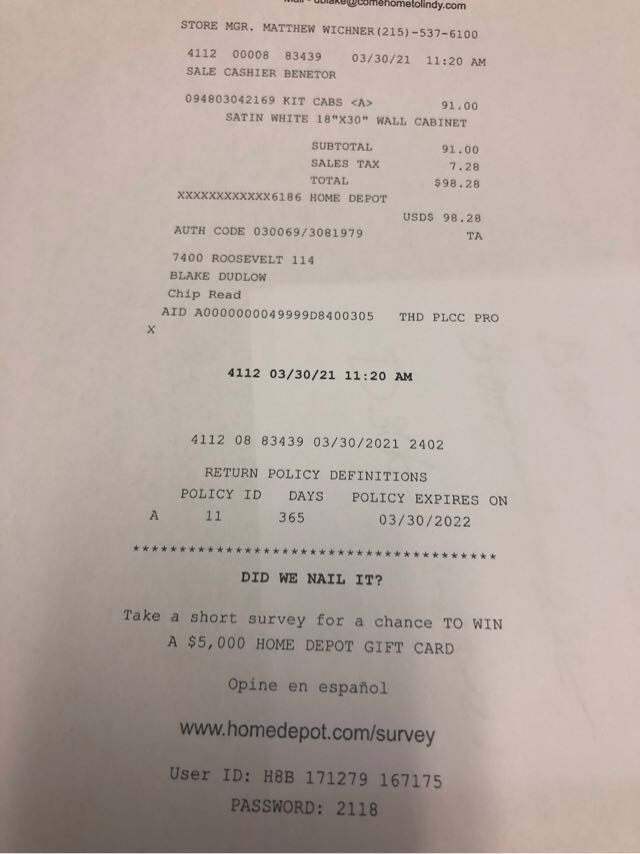 Mail - dblake@comehometolindy.com
STORE MGR. MATTHEW WICHNER(215)-537-6100
4112 00008 83439 03/30/21 11:20 AM
SALE CASHIER BENETOR
094803042169 KIT CABS <A> 91.00
SATIN WHITE 18"X30" WALL CABINET
SUBTOTAL 91.00
SALES TAX 7.28
TOTAL $98.28
XXXXXXXXXXXX6186 HOME DEPOT
USD$ 98.28
AUTH CODE 030069/3081979 TA
7400 ROOSEVELT 114
BLAKE DUDLOW
Chip Read
AID A0000000049999D8400305 THD PLCC PRO
X
4112 03/30/21 11:20 AM
4112 08 83439 03/30/2021 2402
RETURN POLICY DEFINITIONS
POLICY ID DAYS POLICY EXPIRES ON
A 11 365 03/30/2022
***************************************
DID WE NAIL IT?
Take a short survey for a chance TO WIN
A $5,000 HOME DEPOT GIFT CARD
Opine en español
www.homedepot.com/survey
User ID: H8B 171279 167175
PASSWORD: 2118